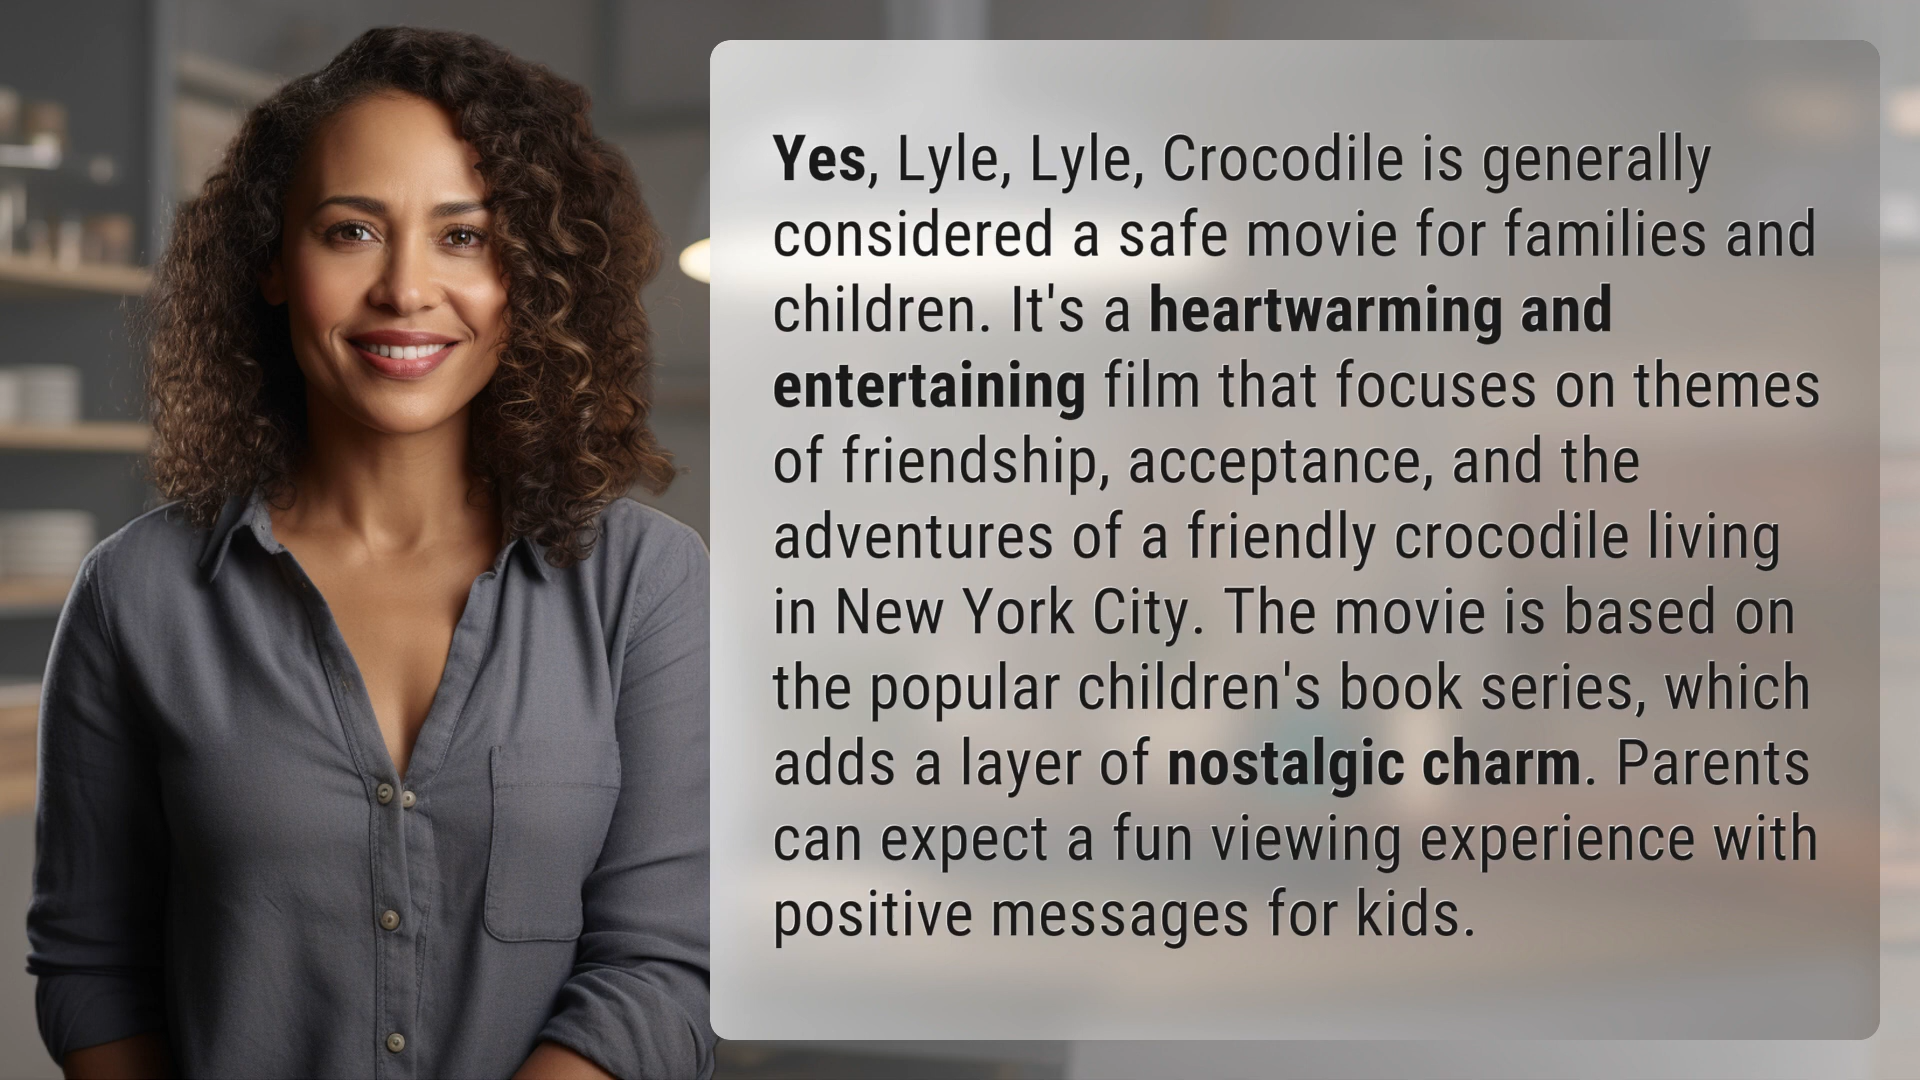 Yes, Lyle, Lyle, Crocodile is generally
considered a safe movie for families and
children. It's a heartwarming and
entertaining film that focuses on themes
of friendship, acceptance, and the
adventures of a friendly crocodile living
in New York City. The movie is based on
the popular children's book series, which
adds a layer of nostalgic charm. Parents
can expect a fun viewing experience with
positive messages for kids.